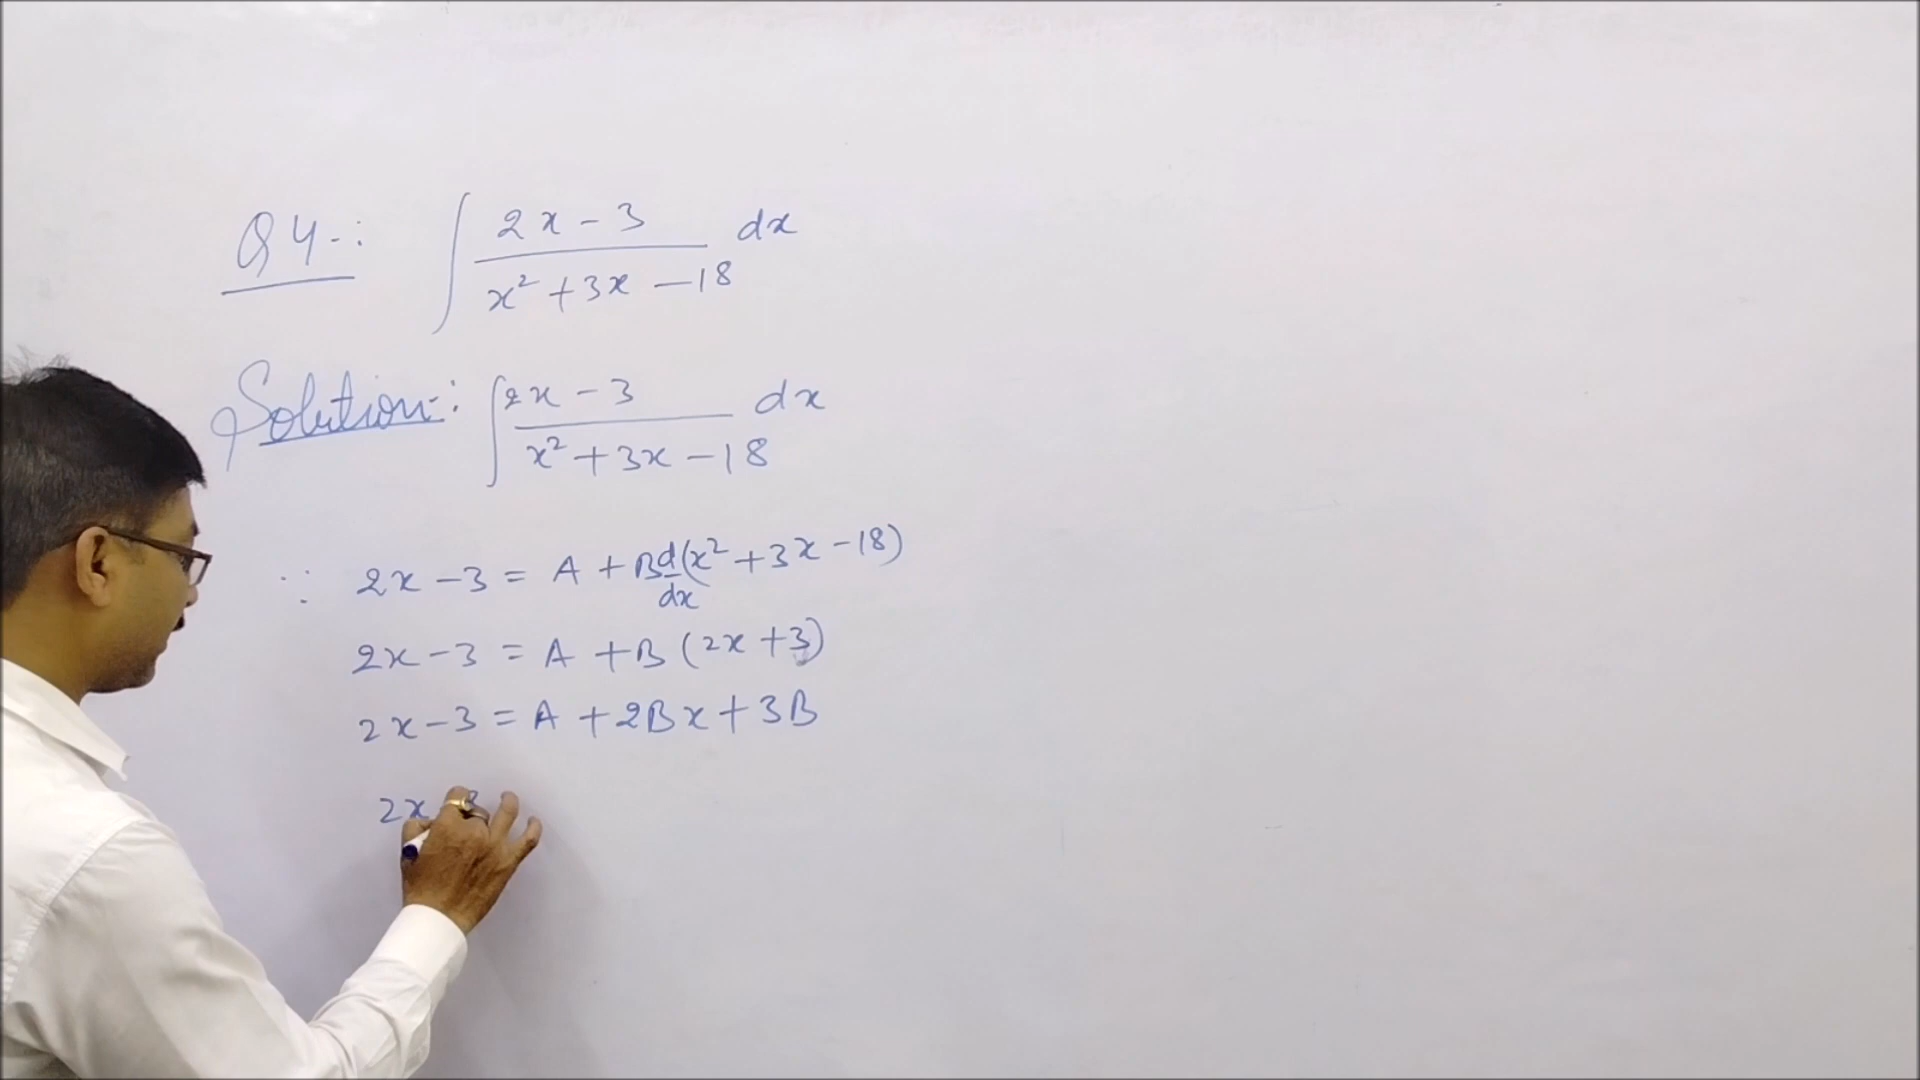 Q4-: ∫ (2x-3)/(x²+3x-18) dx
Solution: ∫ (2x-3)/(x²+3x-18) dx
∵ 2x-3 = A + B d/dx (x²+3x-18)
2x-3 = A + B (2x+3)
2x-3 = A + 2Bx + 3B
2x